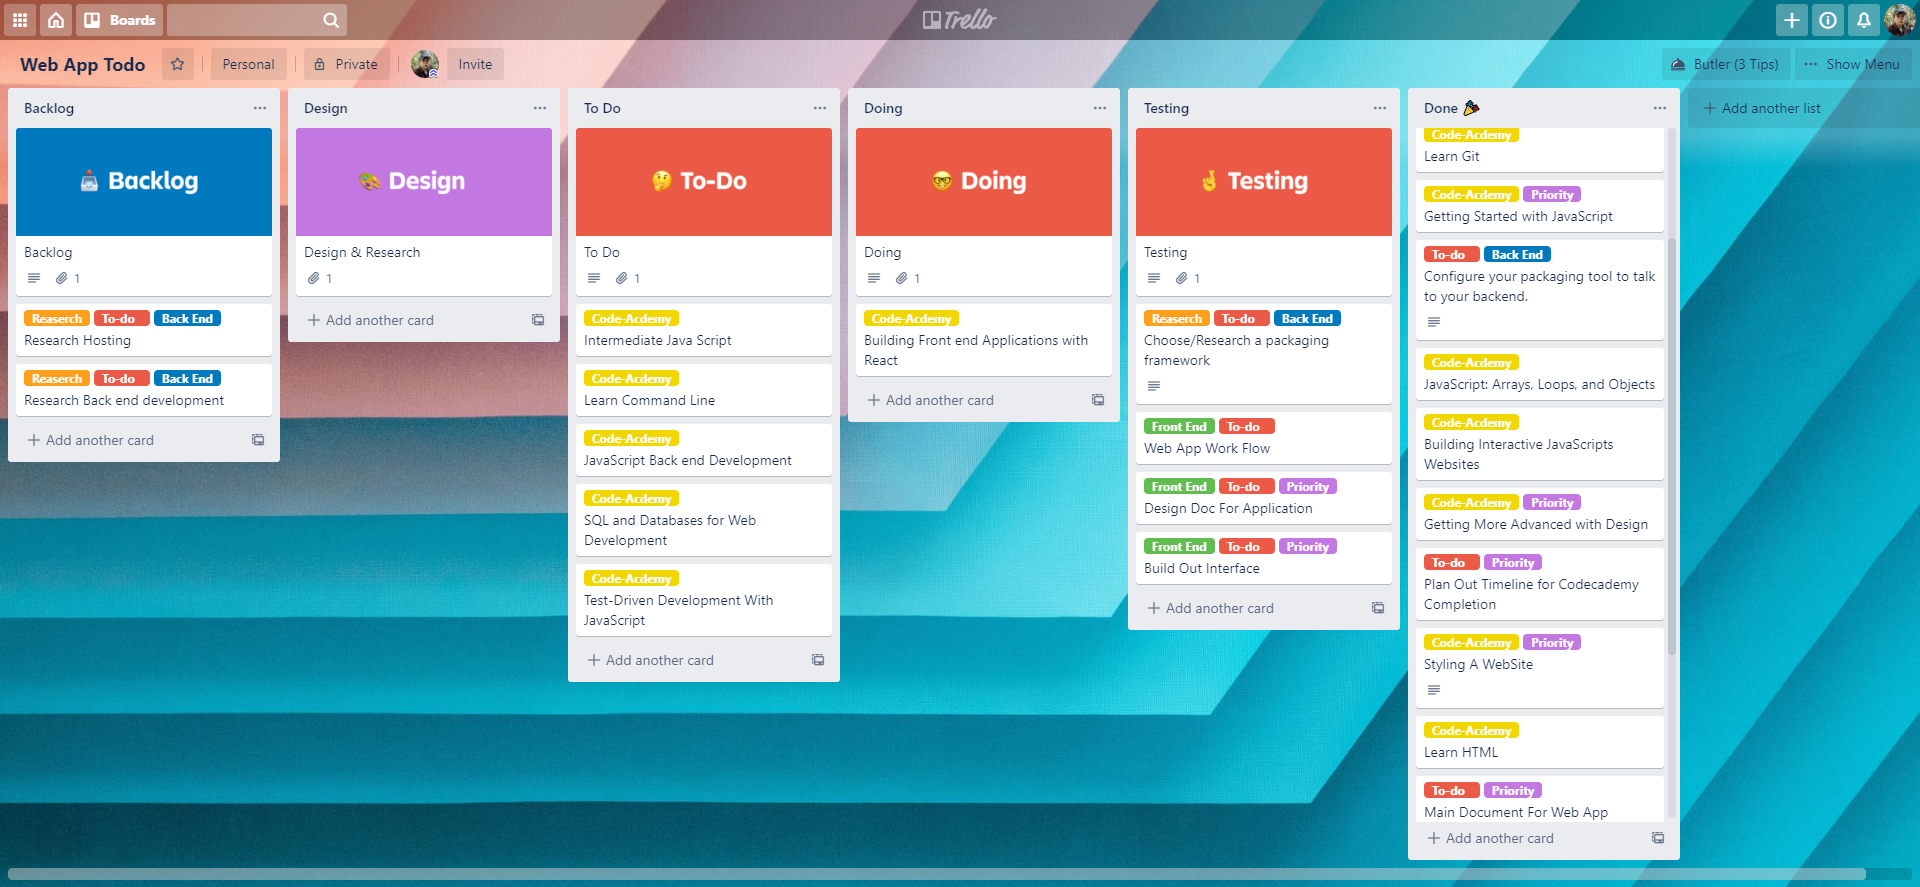 Boards
Trello
Web App Todo
Personal
Private
Invite
Butler (3 Tips)
Show Menu
Backlog
Backlog
Backlog
1
Reaserch To-do Back End
Research Hosting
Reaserch To-do Back End
Research Back end development
Add another card
Design
Design
Design & Research
1
Add another card
To Do
To-Do
To Do
1
Code-Acdemy
Intermediate Java Script
Code-Acdemy
Learn Command Line
Code-Acdemy
JavaScript Back end Development
Code-Acdemy
SQL and Databases for Web
Development
Code-Acdemy
Test-Driven Development With
JavaScript
Add another card
Doing
Doing
Doing
1
Code-Acdemy
Building Front end Applications with
React
Add another card
Testing
Testing
Testing
1
Reaserch To-do Back End
Choose/Research a packaging
framework
Front End To-do
Web App Work Flow
Front End To-do Priority
Design Doc For Application
Front End To-do Priority
Build Out Interface
Add another card
Done
Code-Acdemy
Learn Git
Code-Acdemy Priority
Getting Started with JavaScript
To-do Back End
Configure your packaging tool to talk
to your backend.
Code-Acdemy
JavaScript: Arrays, Loops, and Objects
Code-Acdemy
Building Interactive JavaScripts
Websites
Code-Acdemy Priority
Getting More Advanced with Design
To-do Priority
Plan Out Timeline for Codecademy
Completion
Code-Acdemy Priority
Styling A WebSite
Code-Acdemy
Learn HTML
To-do Priority
Main Document For Web App
Add another card
Add another list